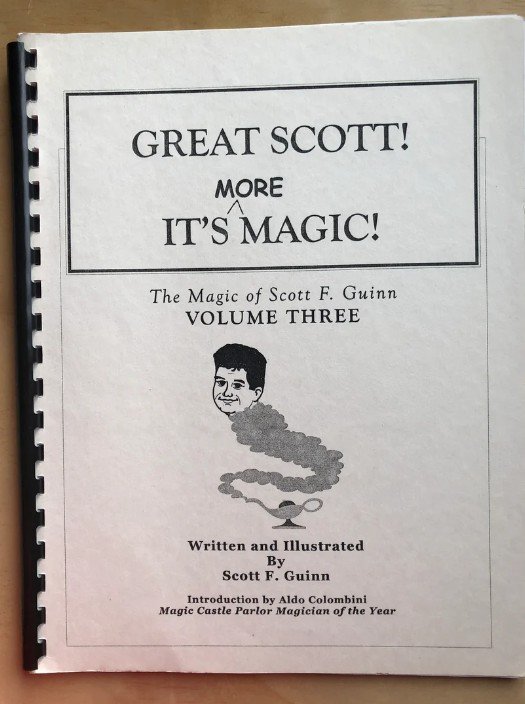 GREAT SCOTT!
MORE
IT'S MAGIC!
The Magic of Scott F. Guinn
VOLUME THREE
Written and Illustrated
By
Scott F. Guinn
Introduction by Aldo Colombini
Magic Castle Parlor Magician of the Year